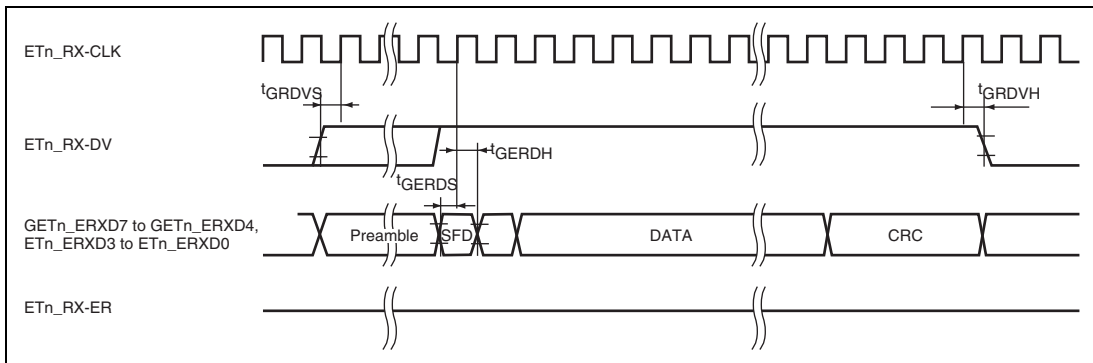 ETn_RX-CLK
tGRDVS
tGRDVH
ETn_RX-DV
tGERDH
tGERDS
GETn_ERXD7 to GETn_ERXD4,
ETn_ERXD3 to ETn_ERXD0
Preamble
SFD
DATA
CRC
ETn_RX-ER